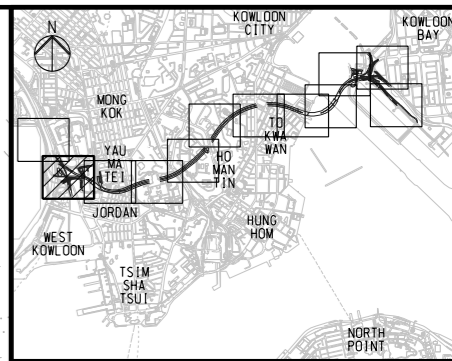 KOWLOON
CITY
KOWLOON
BAY
N
MONG
KOK
TO
KWA
WAN
YAU
MA
TEI
HO
MAN
TIN
JORDAN
WEST
KOWLOON
HUNG
HOM
TSIM
SHA
TSUI
NORTH
POINT